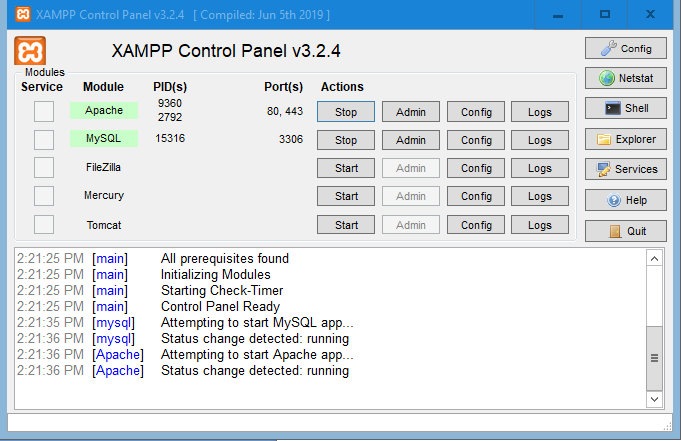 XAMPP Control Panel v3.2.4 [ Compiled: Jun 5th 2019 ]
XAMPP Control Panel v3.2.4
Config
Modules
Service Module PID(s) Port(s) Actions
Netstat
Apache 9360 2792 80, 443 Stop Admin Config Logs
Shell
MySQL 15316 3306 Stop Admin Config Logs
Explorer
FileZilla Start Admin Config Logs
Services
Mercury Start Admin Config Logs
Help
Tomcat Start Admin Config Logs
Quit
2:21:25 PM [main] All prerequisites found
2:21:25 PM [main] Initializing Modules
2:21:25 PM [main] Starting Check-Timer
2:21:25 PM [main] Control Panel Ready
2:21:35 PM [mysql] Attempting to start MySQL app...
2:21:36 PM [mysql] Status change detected: running
2:21:36 PM [Apache] Attempting to start Apache app...
2:21:36 PM [Apache] Status change detected: running